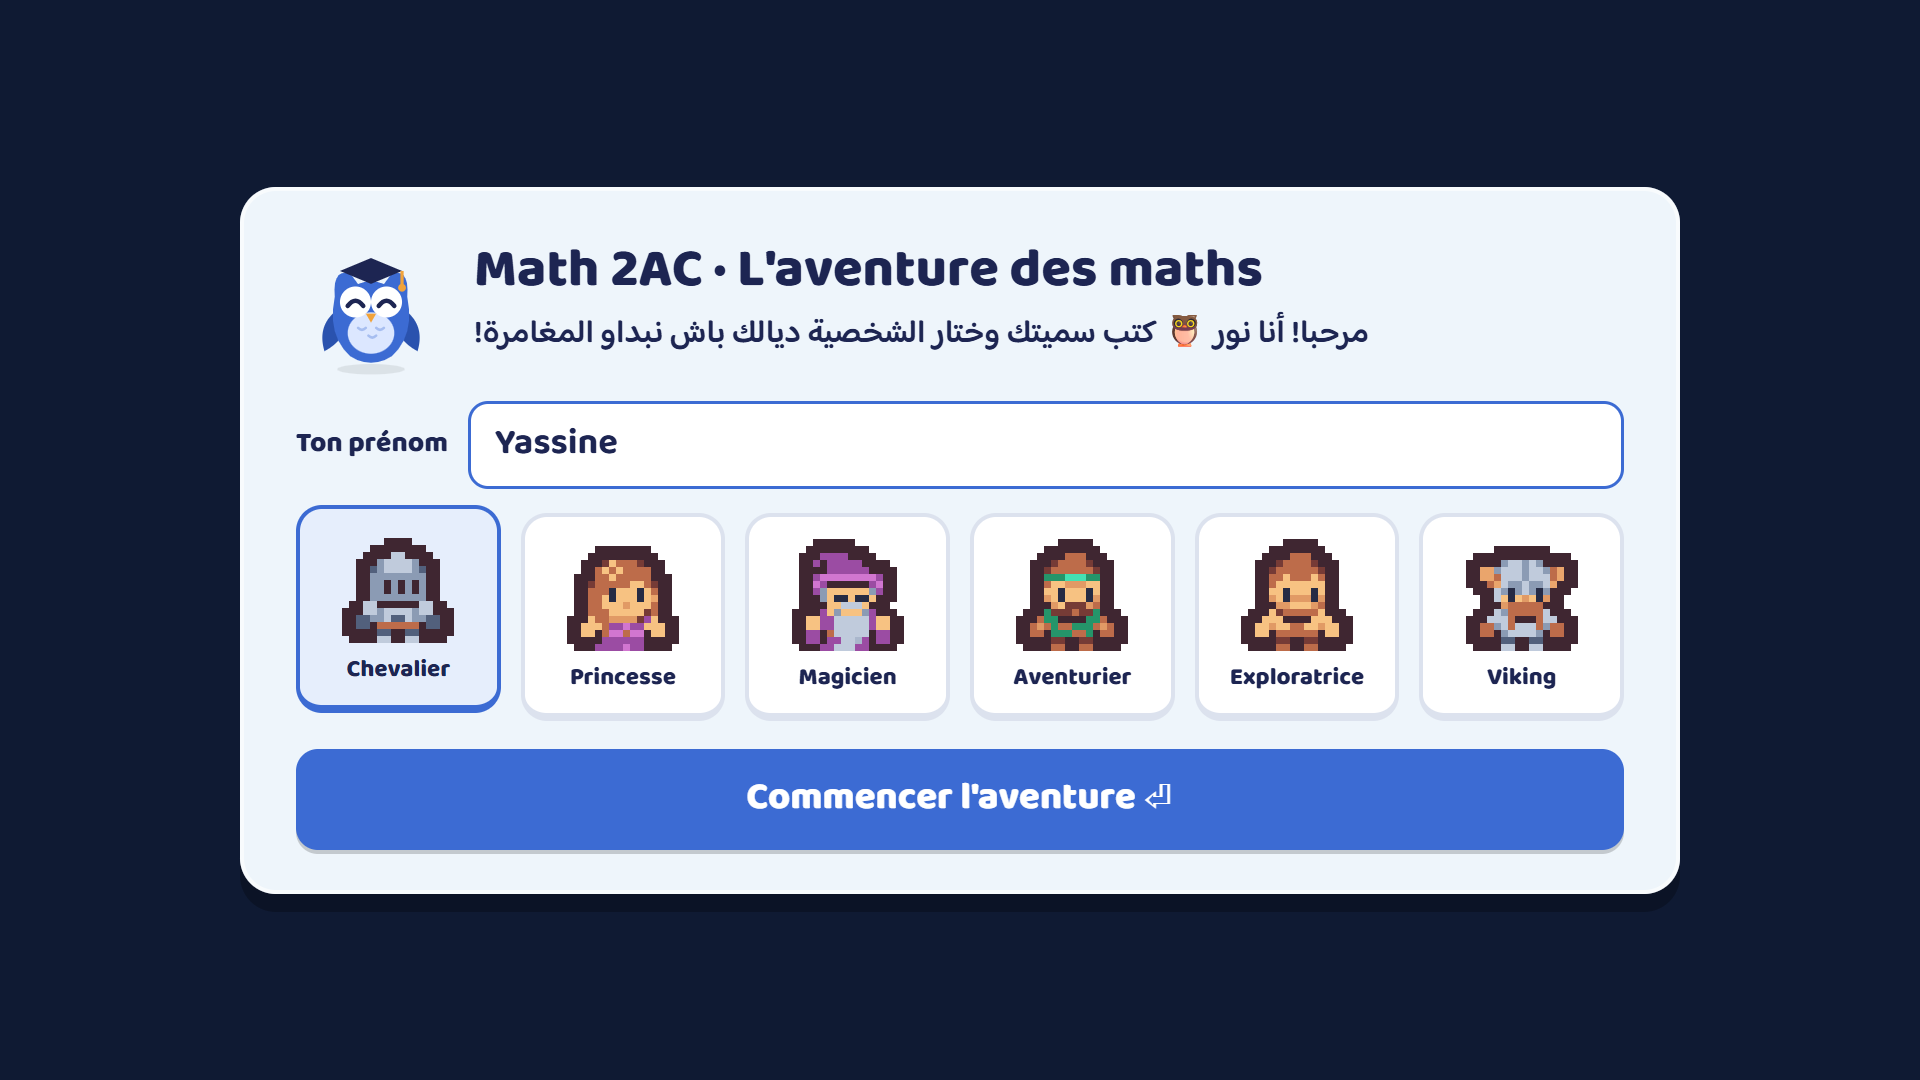 Math 2AC · L'aventure des maths
مرحبا! أنا نور 🦉 كتب سميتك وختار الشخصية ديالك باش نبداو المغامرة!
Ton prénom
Yassine
Chevalier
Princesse
Magicien
Aventurier
Exploratrice
Viking
Commencer l'aventure ⏎